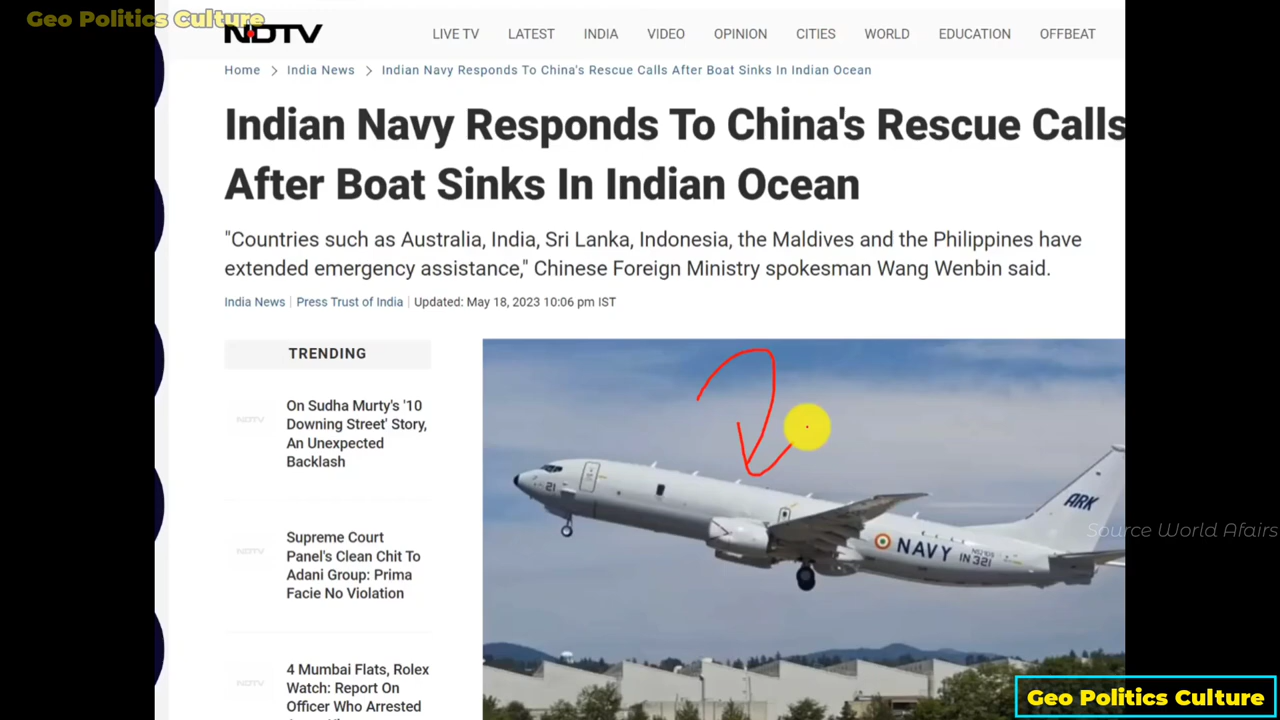 Geo Politics Culture
NDTV
LIVE TV LATEST INDIA VIDEO OPINION CITIES WORLD EDUCATION OFFBEAT
Home > India News > Indian Navy Responds To China's Rescue Calls After Boat Sinks In Indian Ocean
Indian Navy Responds To China's Rescue Calls
After Boat Sinks In Indian Ocean
"Countries such as Australia, India, Sri Lanka, Indonesia, the Maldives and the Philippines have
extended emergency assistance," Chinese Foreign Ministry spokesman Wang Wenbin said.
India News | Press Trust of India | Updated: May 18, 2023 10:06 pm IST
TRENDING
NDTV
On Sudha Murty's '10
Downing Street' Story,
An Unexpected
Backlash
NDTV
Supreme Court
Panel's Clean Chit To
Adani Group: Prima
Facie No Violation
NDTV
4 Mumbai Flats, Rolex
Watch: Report On
Officer Who Arrested
21
ARK
NAVY
IN 321
Source World Afairs
Geo Politics Culture